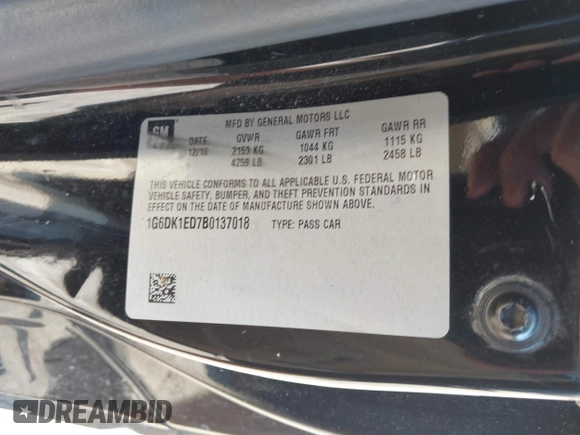 MFD BY GENERAL MOTORS LLC
GM
DATE GVWR GAWR FRT GAWR RR
12/10 2159 KG 1044 KG 1115 KG
4759 LB 2301 LB 2458 LB
THIS VEHICLE CONFORMS TO ALL APPLICABLE U.S. FEDERAL MOTOR
VEHICLE SAFETY, BUMPER, AND THEFT PREVENTION STANDARDS
IN EFFECT ON THE DATE OF MANUFACTURE SHOWN ABOVE.
1G6DK1ED7B0137018 TYPE: PASS CAR
DREAMBID